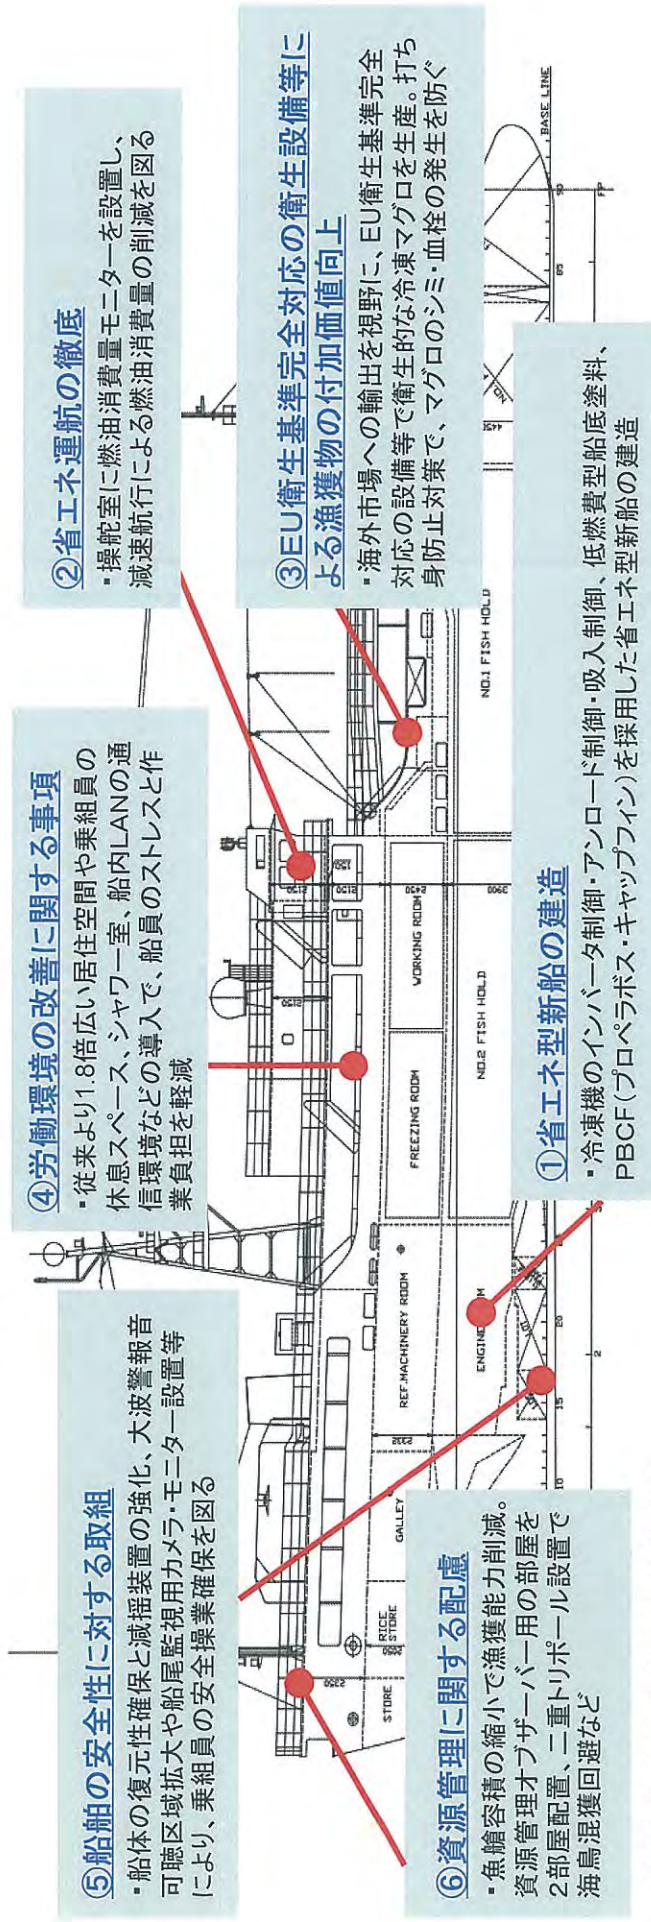 ⑤船舶の安全性に対する取組
▪船体の復元性確保と減揺装置の強化、大波警報音
可聴区域拡大や船尾監視用カメラ・モニター設置等
により、乗組員の安全操業確保を図る
④労働環境の改善に関する事項
▪従来より1.8倍広い居住空間や乗組員の
休息スペース、シャワー室、船内LANの通
信環境などの導入で、船員のストレスと作
業負担を軽減
②省エネ運航の徹底
▪操舵室に燃油消費量モニターを設置し、
減速航行による燃油消費量の削減を図る
③EU衛生基準完全対応の衛生設備等に
よる漁獲物の付加価値向上
▪海外市場への輸出を視野に、EU衛生基準完全
対応の設備等で衛生的な冷凍マグロを生産。打ち
身防止対策で、マグロのシミ・血栓の発生を防ぐ
⑥資源管理に関する配慮
▪魚艙容積の縮小で漁獲能力削減。
資源管理オブザーバー用の部屋を
2部屋配置、二重トリポール設置で
海鳥混獲回避など
①省エネ型新船の建造
▪冷凍機のインバータ制御・アンロード制御・吸入制御、低燃費型船底塗料、
PBCF(プロペラボス・キャップフィン)を採用した省エネ型新船の建造
STORE
RICE
STORE
GALLEY
REF.MACHINERY ROOM
FREEZING ROOM
WORKING ROOM
NO.2 FISH HOLD
NO.1 FISH HOLD
BASE LINE
2350
2332
2130
2150
2150
2450
3900
10
15
20
85
90
FP
2